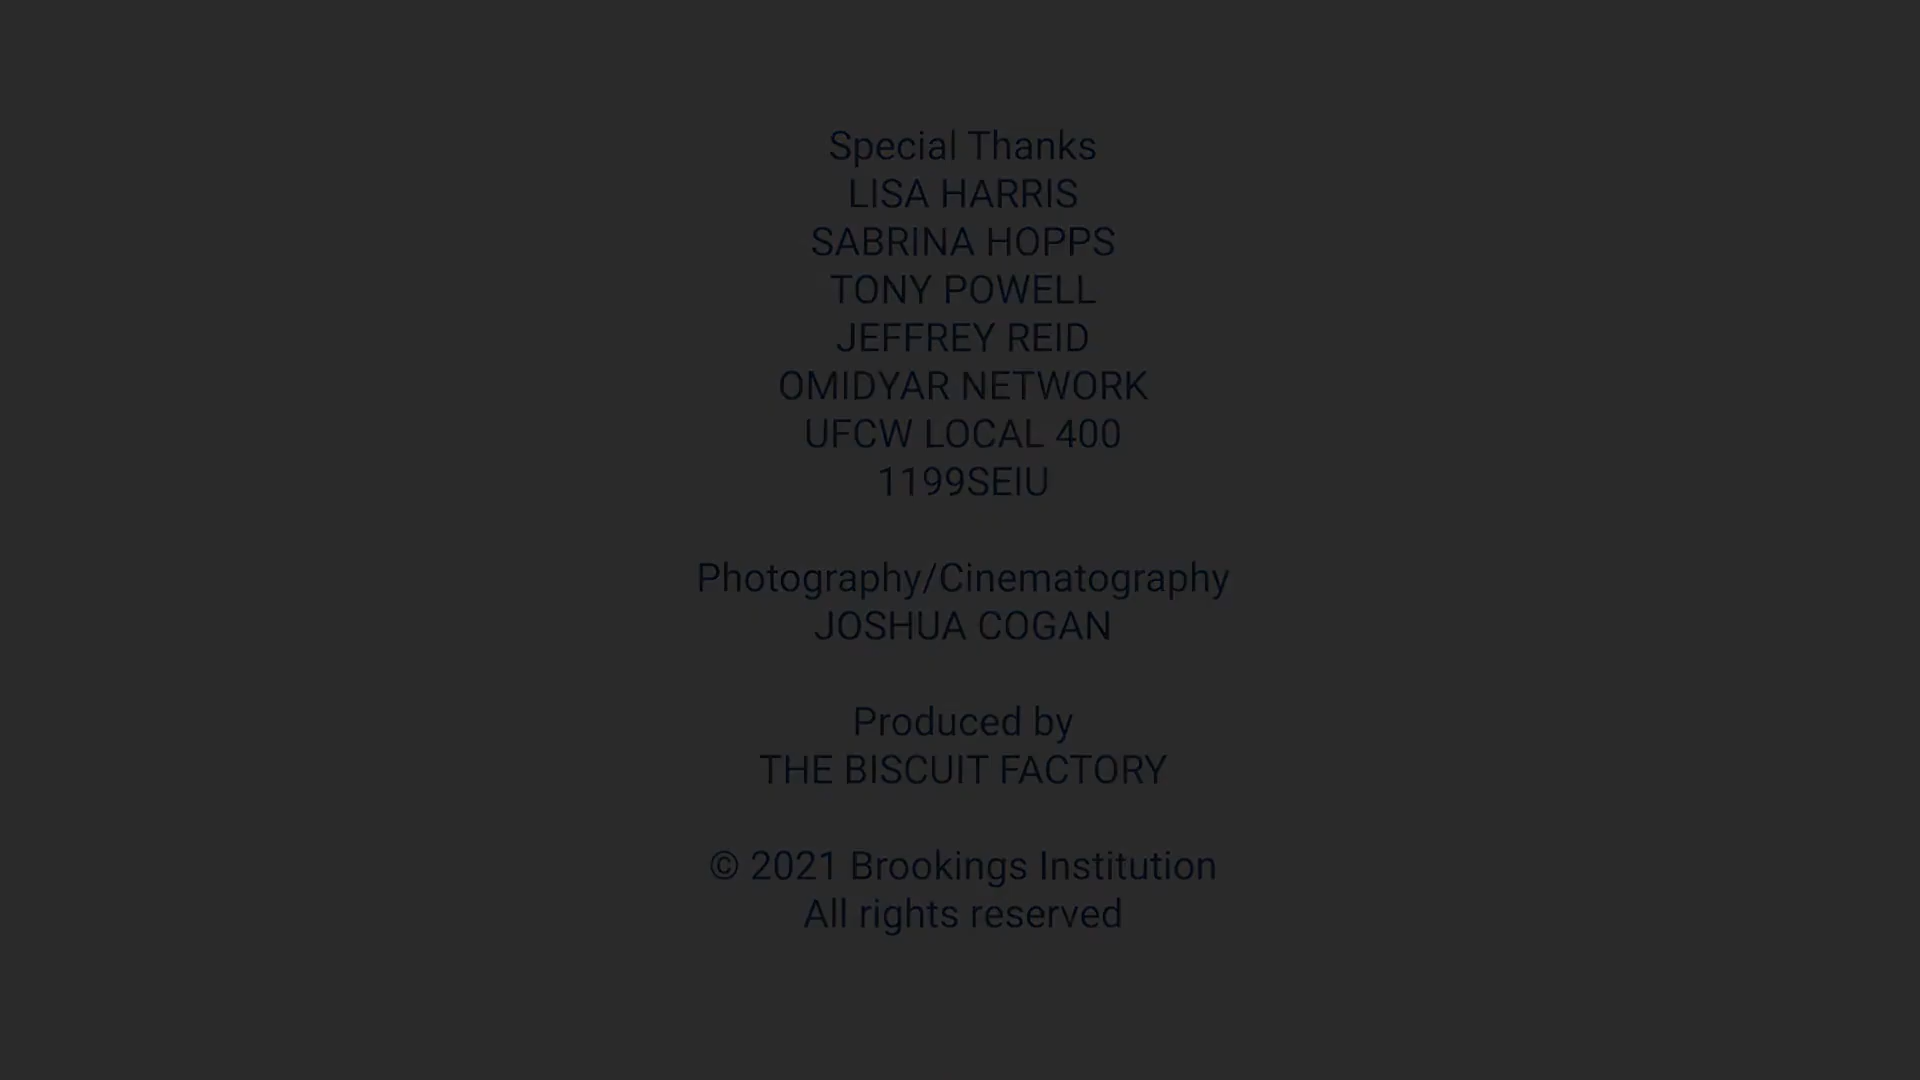 Special Thanks
LISA HARRIS
SABRINA HOPPS
TONY POWELL
JEFFREY REID
OMIDYAR NETWORK
UFCW LOCAL 400
1199SEIU
Photography/Cinematography
JOSHUA COGAN
Produced by
THE BISCUIT FACTORY
© 2021 Brookings Institution
All rights reserved